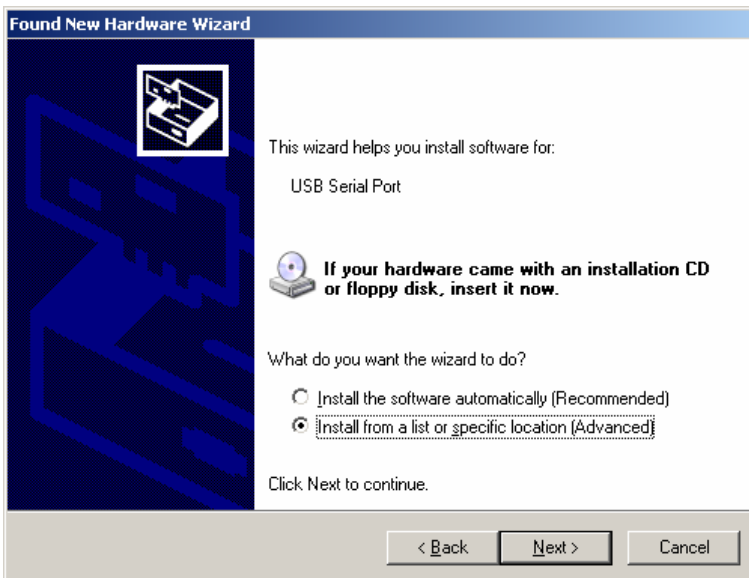 Found New Hardware Wizard
This wizard helps you install software for:
USB Serial Port
If your hardware came with an installation CD
or floppy disk, insert it now.
What do you want the wizard to do?
Install the software automatically (Recommended)
Install from a list or specific location (Advanced)
Click Next to continue.
< Back Next > Cancel